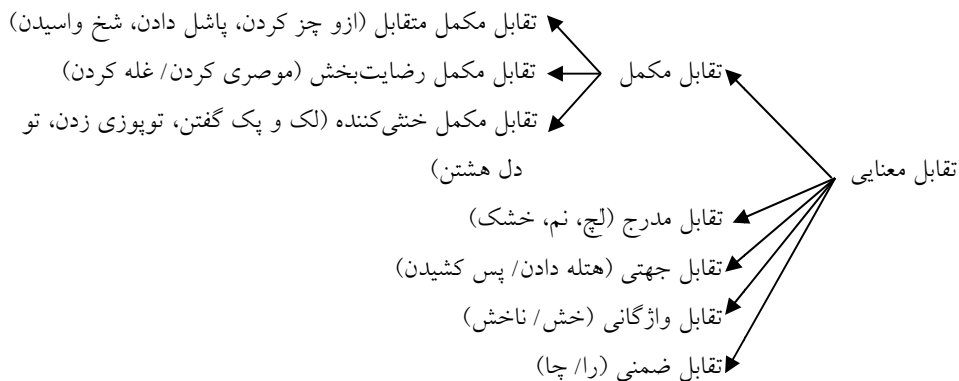 تقابل مکمل متقابل (ازو چز کردن، پاشل دادن، شخ واسیدن)
تقابل مکمل تقابل مکمل رضایت‌بخش (موصری کردن/ غله کردن)
تقابل مکمل خنثی‌کننده (لک و پک گفتن، توپوزی زدن، تو
تقابل معنایی دل هشتن)
تقابل مدرج (لچ، نم، خشک)
تقابل جهتی (هتله دادن/ پس کشیدن)
تقابل واژگانی (خش/ ناخش)
تقابل ضمنی (را/ چا)